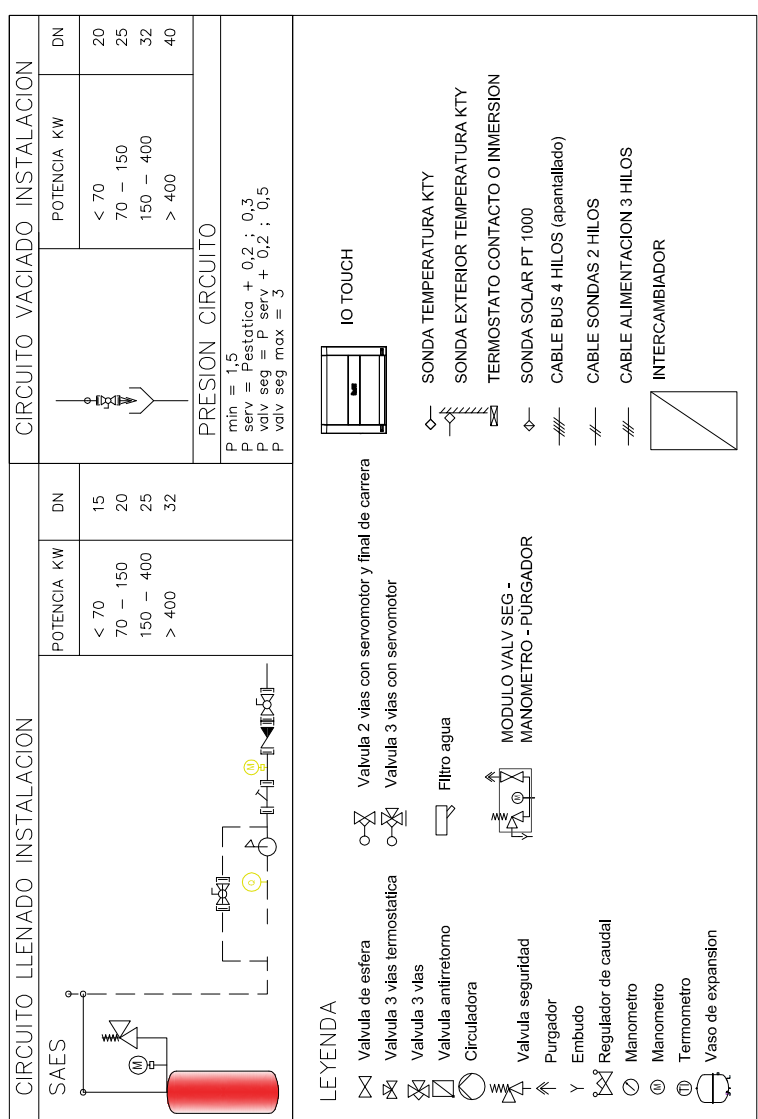 CIRCUITO LLENADO INSTALACION
SAES
M
Q
M
POTENCIA KW DN
< 70 15
70 – 150 20
150 – 400 25
> 400 32
CIRCUITO VACIADO INSTALACION
POTENCIA KW DN
< 70 20
70 – 150 25
150 – 400 32
> 400 40
PRESION CIRCUITO
P min = 1,5
P serv = Pestatica + 0,2 ; 0,3
P valv seg = P serv + 0,2 ; 0,5
P valv seg max = 3
LEYENDA
Valvula de esfera
Valvula 3 vias termostatica
Valvula 3 vías
Valvula antirretorno
Circuladora
Valvula seguridad
Purgador
Embudo
Regulador de caudal
Manometro
M Manometro
TI Termometro
Vaso de expansion
Valvula 2 vias con servomotor y final de carrera
Valvula 3 vias con servomotor
Filtro agua
M
MODULO VALV SEG -
MANOMETRO - PÙRGADOR
IO TOUCH
SONDA TEMPERATURA KTY
SONDA EXTERIOR TEMPERATURA KTY
TERMOSTATO CONTACTO O INMERSION
SONDA SOLAR PT 1000
CABLE BUS 4 HILOS (apantallado)
CABLE SONDAS 2 HILOS
CABLE ALIMENTACION 3 HILOS
INTERCAMBIADOR